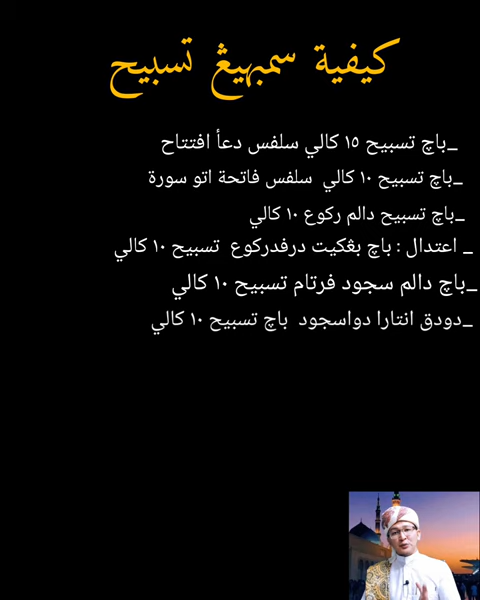 كيفية سمبهيڠ تسبيح
_باچ تسبيح ١٥ كالي سلفس دعأ افتتاح
_باچ تسبيح ١٠ كالي سلفس فاتحة اتو سورة
_باچ تسبيح دالم ركوع ١٠ كالي
_ اعتدال : باچ بڠكيت درفدركوع تسبيح ١٠ كالي
_باچ دالم سجود فرتام تسبيح ١٠ كالي
_دودق انتارا دواسجود باچ تسبيح ١٠ كالي